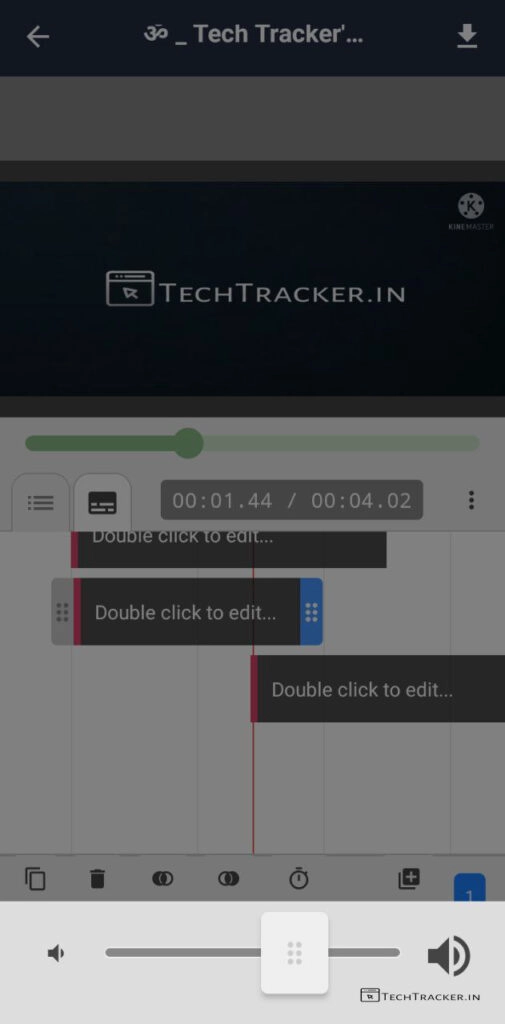 ॐ _ Tech Tracker'...
KINEMASTER
TECHTRACKER.IN
00:01.44 / 00:04.02
Double click to edit...
Double click to edit...
Double click to edit...
1
TECHTRACKER.IN